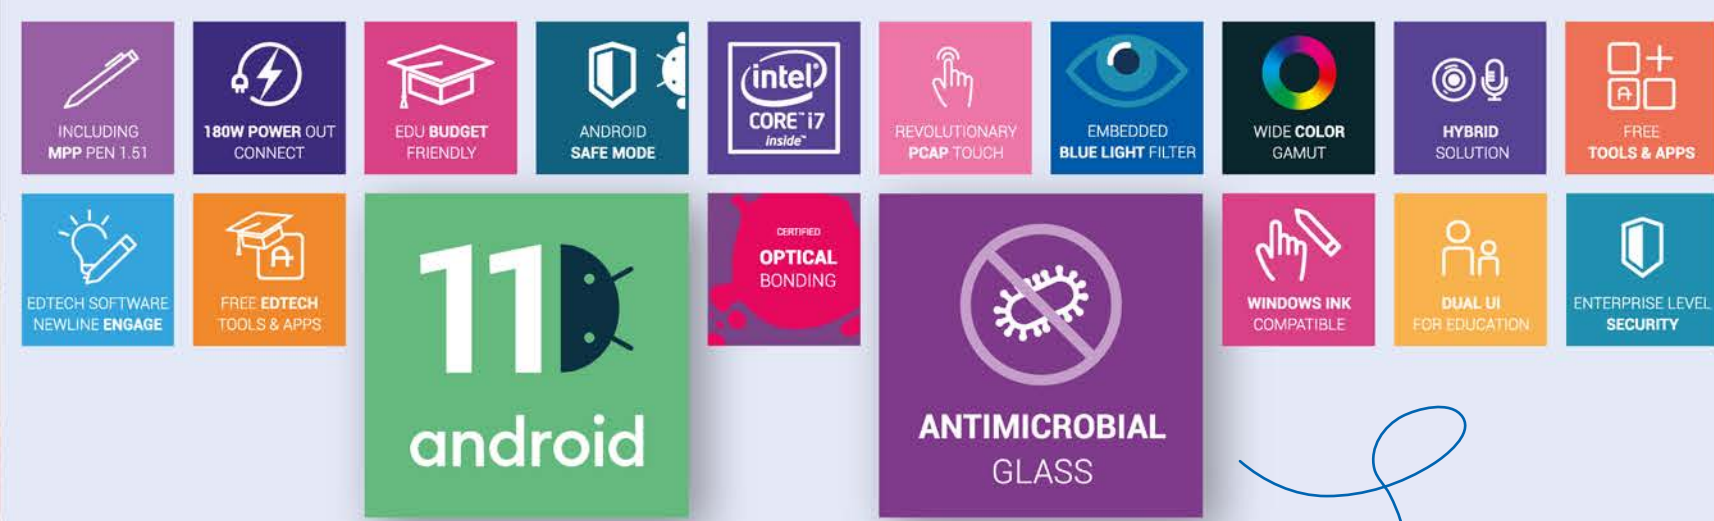 INCLUDING
MPP PEN 1.51
180W POWER OUT
CONNECT
EDU BUDGET
FRIENDLY
ANDROID
SAFE MODE
intel
CORE™ i7
inside™
REVOLUTIONARY
PCAP TOUCH
EMBEDDED
BLUE LIGHT FILTER
WIDE COLOR
GAMUT
HYBRID
SOLUTION
A
FREE
TOOLS & APPS
EDTECH SOFTWARE
NEWLINE ENGAGE
A
FREE EDTECH
TOOLS & APPS
11
android
CERTIFIED
OPTICAL
BONDING
ANTIMICROBIAL
GLASS
WINDOWS INK
COMPATIBLE
DUAL UI
FOR EDUCATION
ENTERPRISE LEVEL
SECURITY